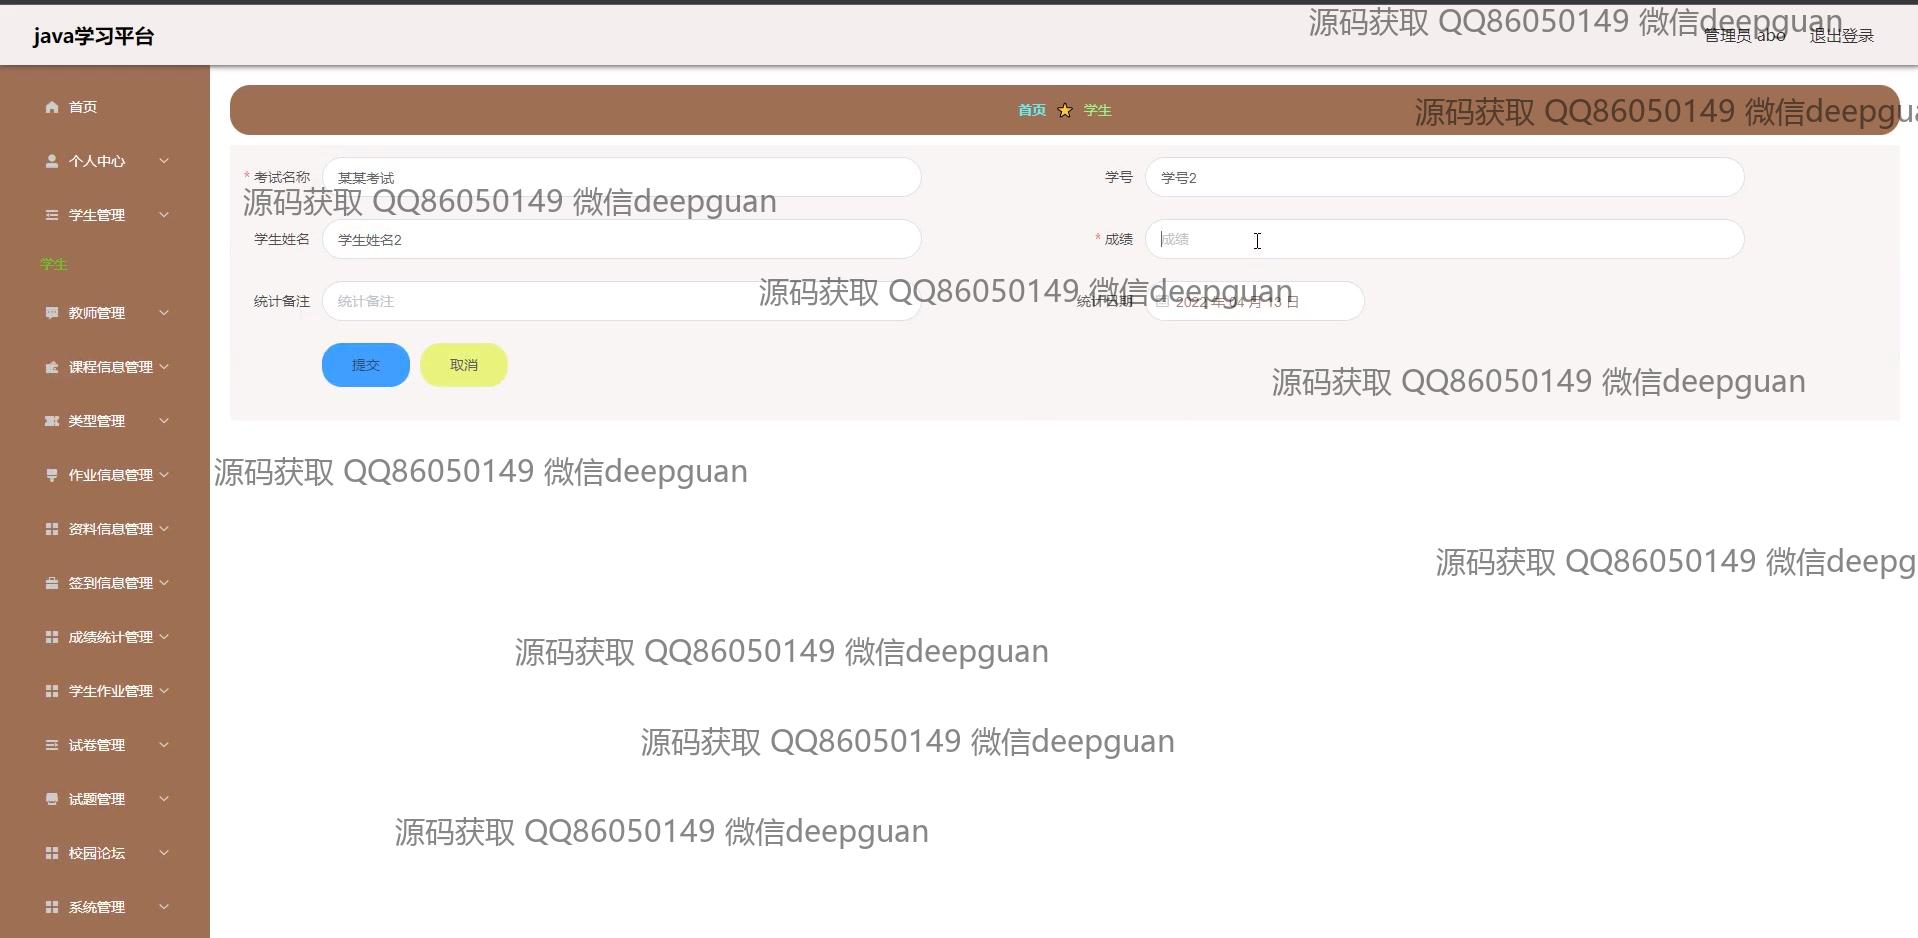 java学习平台
源码获取 QQ86050149 微信deepguan
管理员 abo 退出登录
首页
个人中心
学生管理
学生
教师管理
课程信息管理
类型管理
作业信息管理
资料信息管理
签到信息管理
成绩统计管理
学生作业管理
试卷管理
试题管理
校园论坛
系统管理
首页 学生
源码获取 QQ86050149 微信deepgua
* 考试名称 某某考试
学号 学号2
源码获取 QQ86050149 微信deepguan
学生姓名 学生姓名2
* 成绩 成绩
统计备注 统计备注
源码获取 QQ86050149 微信deepguan
统计日期 2022 年 04 月 13 日
提交 取消
源码获取 QQ86050149 微信deepguan
源码获取 QQ86050149 微信deepguan
源码获取 QQ86050149 微信deepg
源码获取 QQ86050149 微信deepguan
源码获取 QQ86050149 微信deepguan
源码获取 QQ86050149 微信deepguan